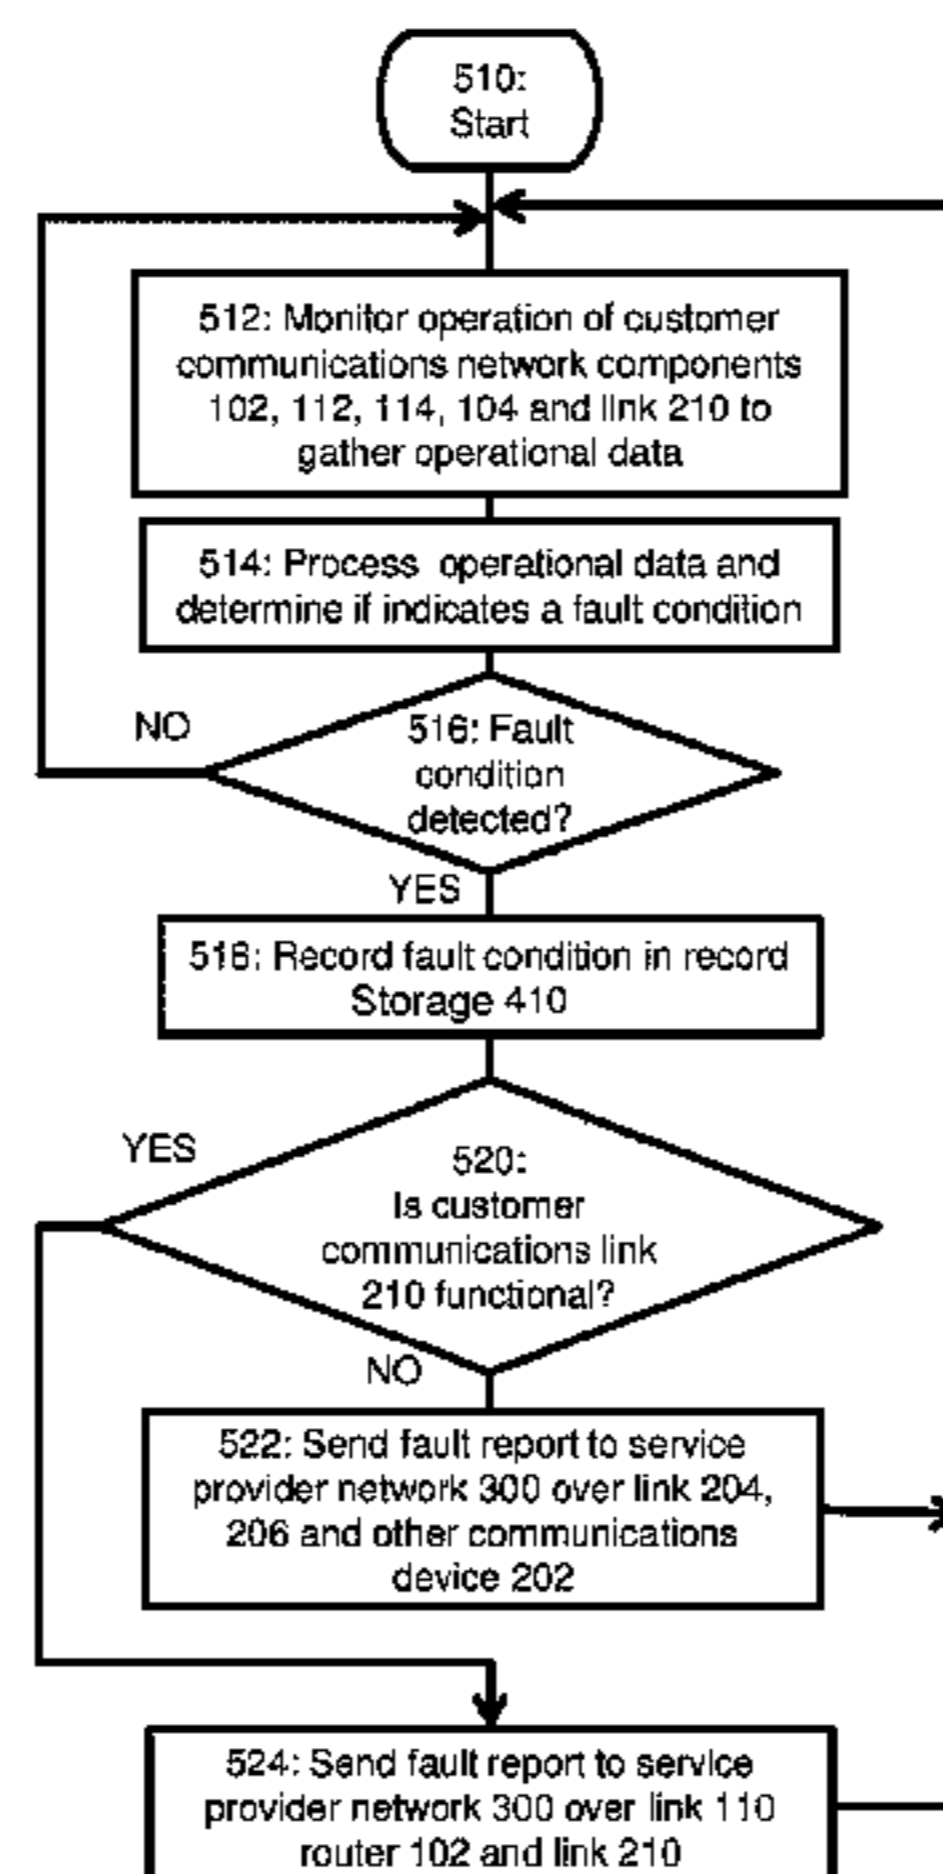 510:
Start
512: Monitor operation of customer
communications network components
102, 112, 114, 104 and link 210 to
gather operational data
514: Process operational data and
determine if indicates a fault condition
NO
516: Fault
condition
detected?
YES
518: Record fault condition in record
Storage 410
YES
520:
Is customer
communications link
210 functional?
NO
522: Send fault report to service
provider network 300 over link 204,
206 and other communications
device 202
524: Send fault report to service
provider network 300 over link 110
router 102 and link 210